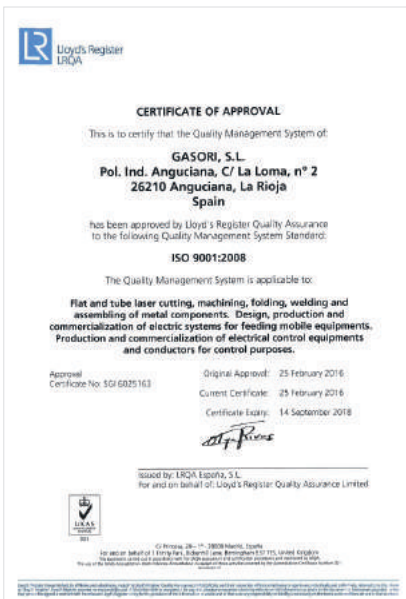 LR
Lloyd's Register
LRQA
CERTIFICATE OF APPROVAL
This is to certify that the Quality Management System of:
GASORI, S.L.
Pol. Ind. Anguciana, C/ La Loma, nº 2
26210 Anguciana, La Rioja
Spain
has been approved by Lloyd's Register Quality Assurance
to the following Quality Management System Standard:
ISO 9001:2008
The Quality Management System is applicable to:
Flat and tube laser cutting, machining, folding, welding and
assembling of metal components. Design, production and
commercialization of electric systems for feeding mobile equipments.
Production and commercialization of electrical control equipments
and conductors for control purposes.
Approval
Certificate No: SGI 6025163
Original Approval: 25 February 2016
Current Certificate: 25 February 2016
Certificate Expiry: 14 September 2018
Issued by: LRQA España, S.L.
For and on behalf of: Lloyd's Register Quality Assurance Limited
UKAS
001